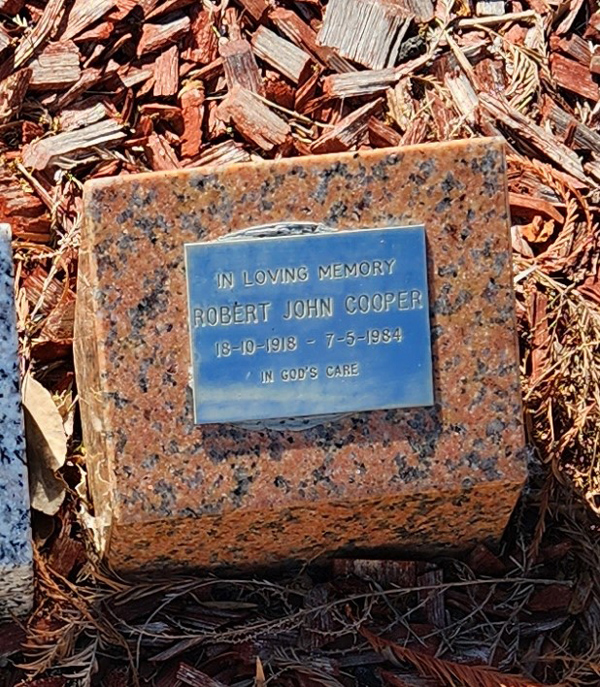 IN LOVING MEMORY
ROBERT JOHN COOPER
18-10-1918 - 7-5-1984
IN GOD'S CARE